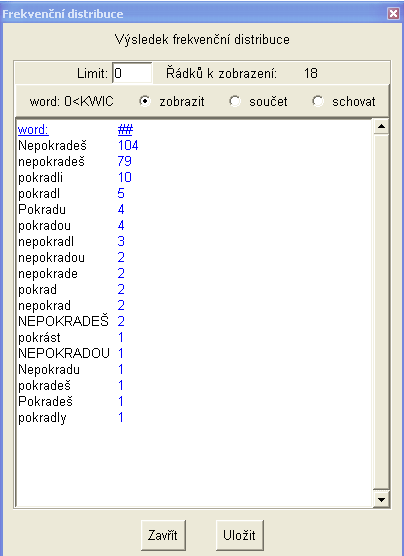 Frekvenční distribuce
Výsledek frekvenční distribuce
Limit: 0 Řádků k zobrazení: 18
word: 0<KWIC zobrazit součet schovat
word: ##
Nepokradeš 104
nepokradeš 79
pokradli 10
pokradl 5
Pokradu 4
pokradou 4
nepokradl 3
nepokradou 2
nepokrade 2
pokrad 2
nepokrad 2
NEPOKRADEŠ 2
pokrást 1
NEPOKRADOU 1
Nepokradu 1
pokradeš 1
Pokradeš 1
pokradly 1
Zavřít Uložit